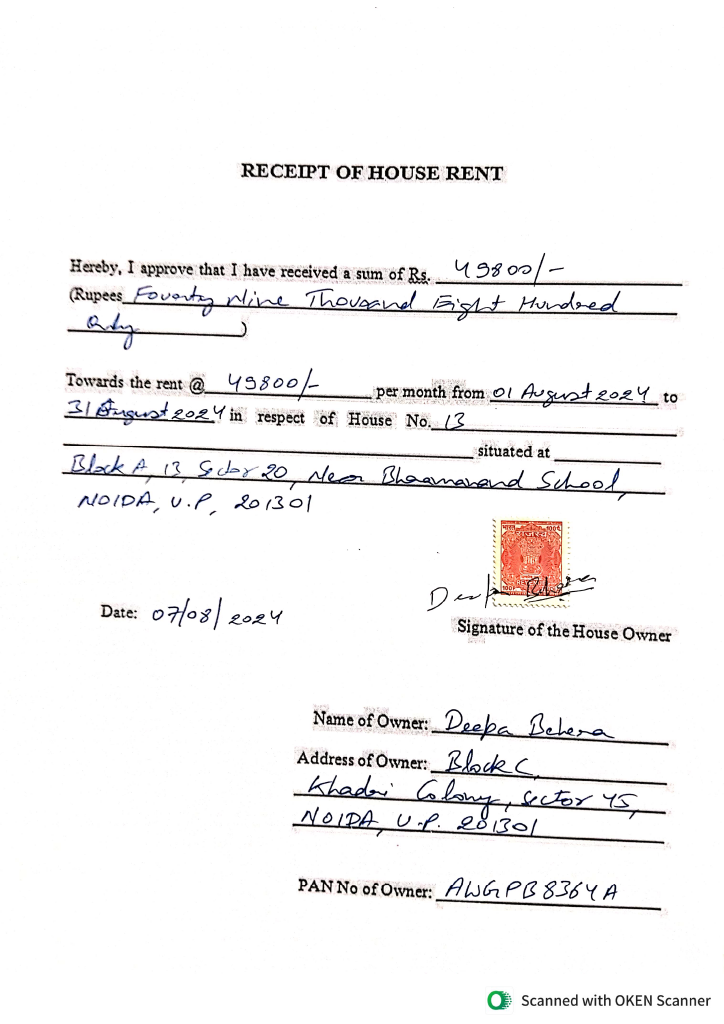 RECEIPT OF HOUSE RENT
Hereby, I approve that I have received a sum of Rs. 49800/-
(Rupees Fourty Nine Thousand Eight Hundred
Only )
Towards the rent @ 49800/- per month from 01 August 2024 to
31 August 2024 in respect of House No. 13
situated at
Block A, 13, Sector 20, Near Bhaamanand School,
NOIDA, U.P, 201301
भारत
Deepa Behera
Date: 07/08/2024
Signature of the House Owner
Name of Owner: Deepa Behera
Address of Owner: Block C,
Colony, Sector 45,
NOIDA, U.P. 201301
PAN No of Owner: AWGPB8364A
Scanned with OKEN Scanner